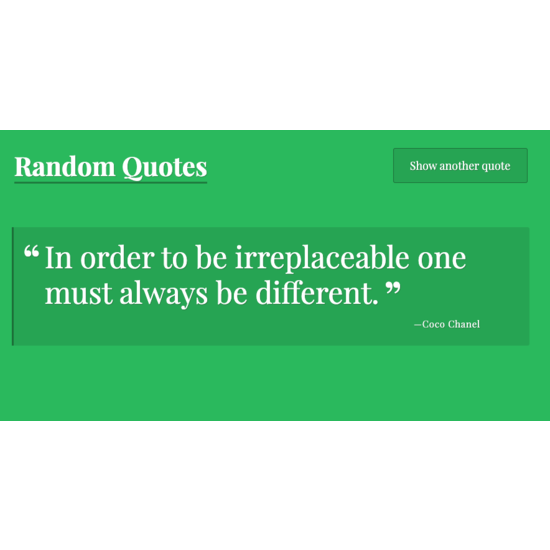 Random Quotes
Show another quote
“In order to be irreplaceable one
must always be different.”
—Coco Chanel